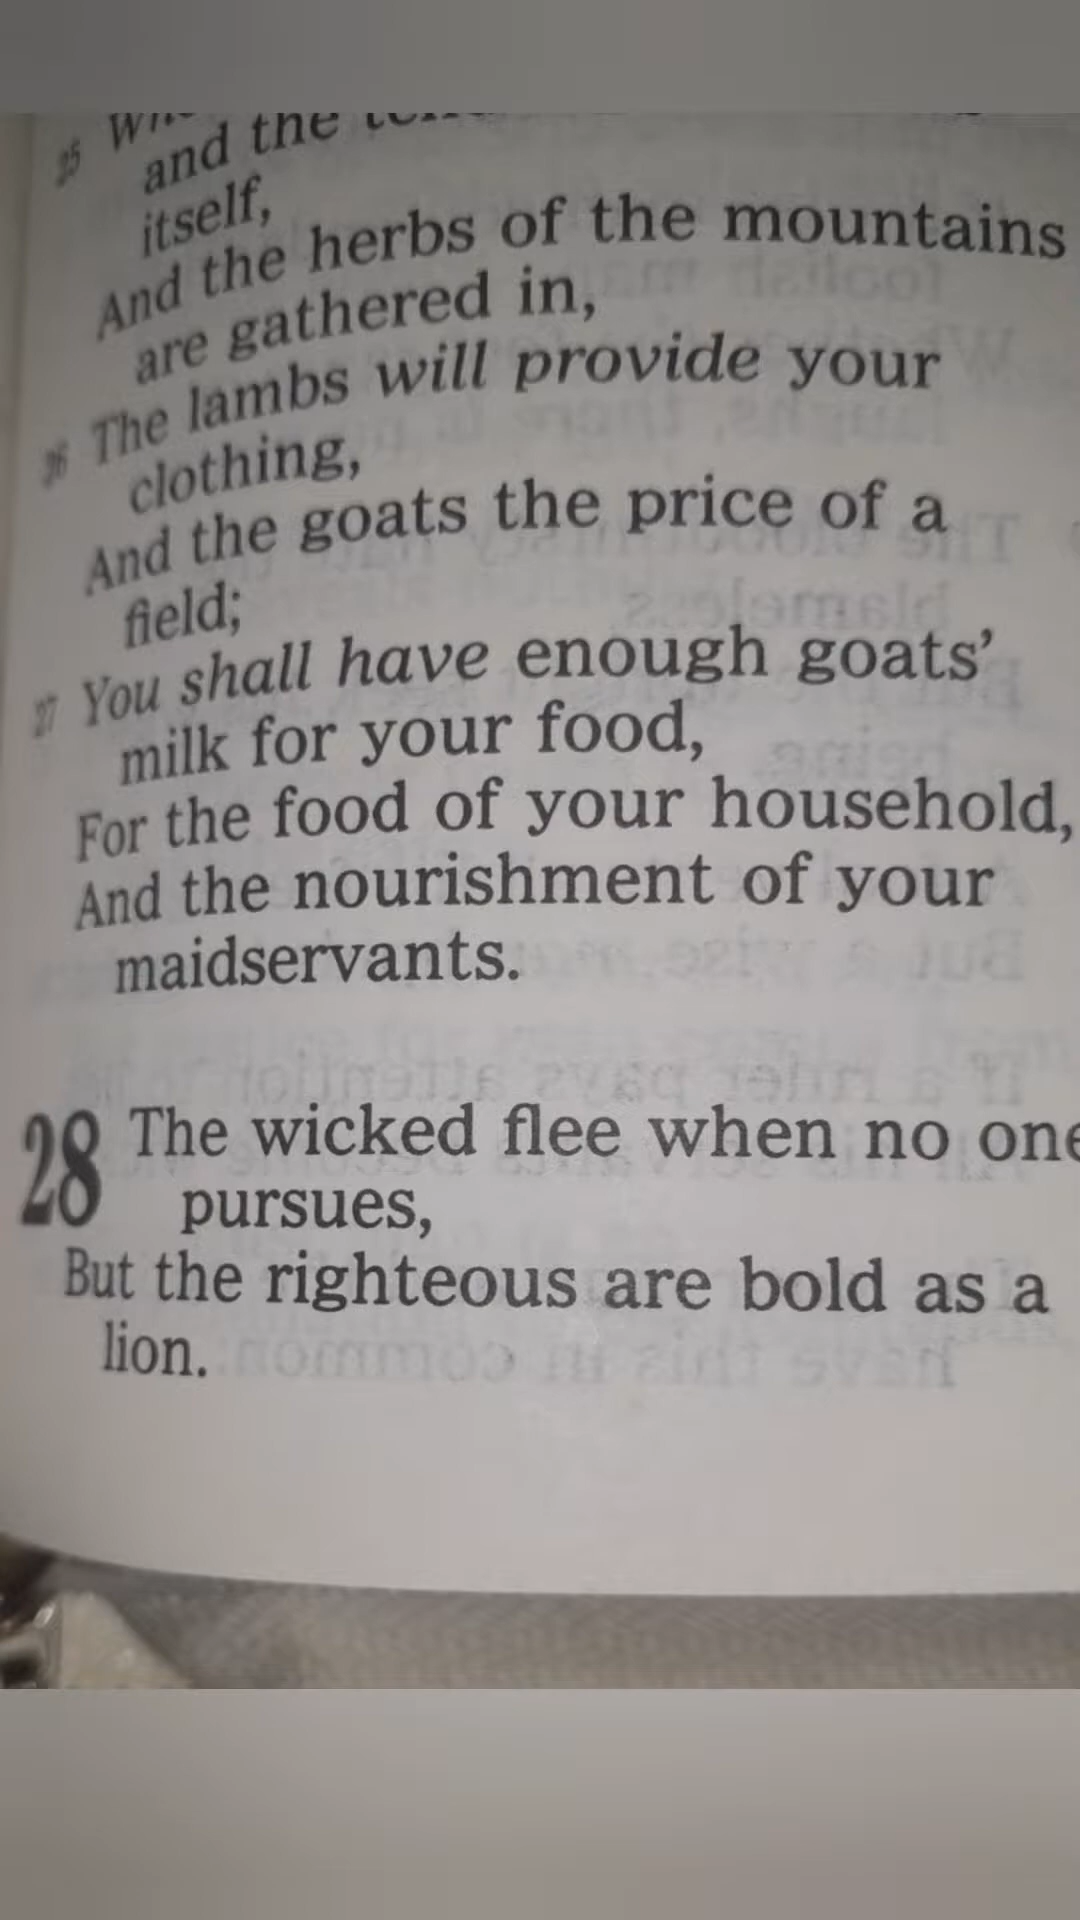 25
and the
itself,
And the herbs of the mountains
are gathered in,
26 The lambs will provide your
clothing,
And the goats the price of a
field;
27 You shall have enough goats’
milk for your food,
For the food of your household,
And the nourishment of your
maidservants.
28 The wicked flee when no one
pursues,
But the righteous are bold as a
lion.